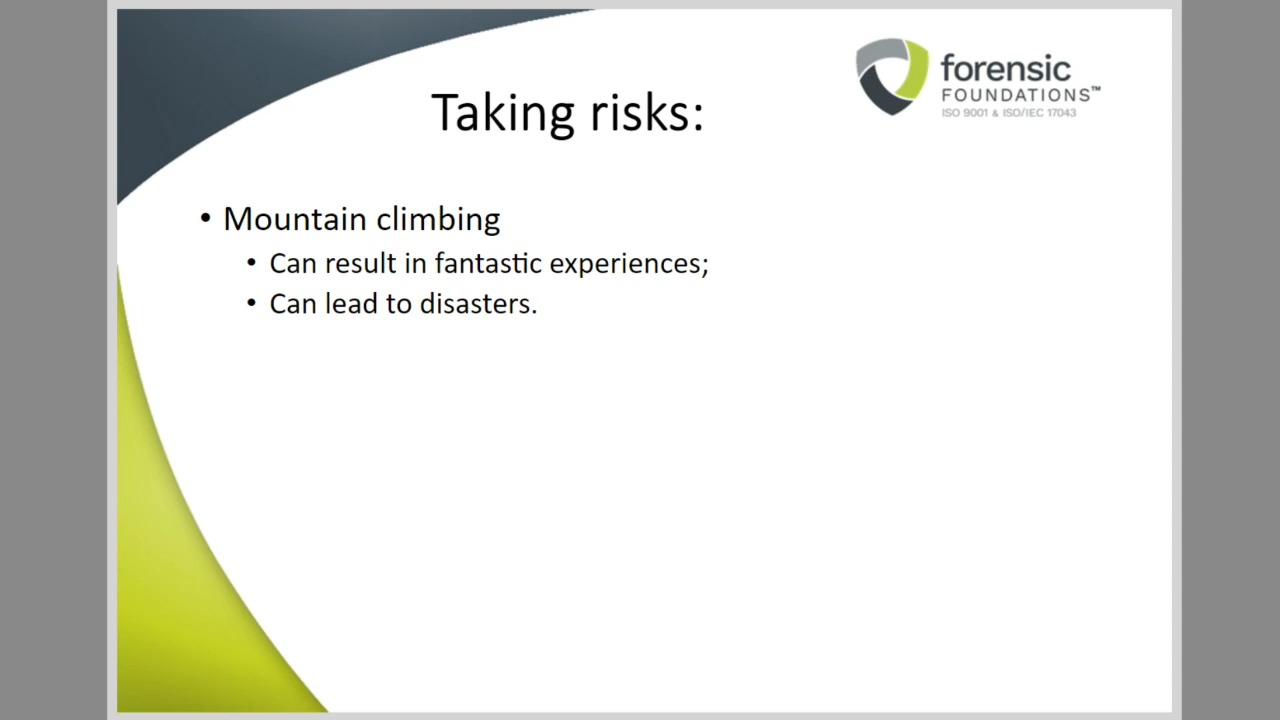 forensic
FOUNDATIONS™
ISO 9001 & ISO/IEC 17043
Taking risks:
• Mountain climbing
• Can result in fantastic experiences;
• Can lead to disasters.